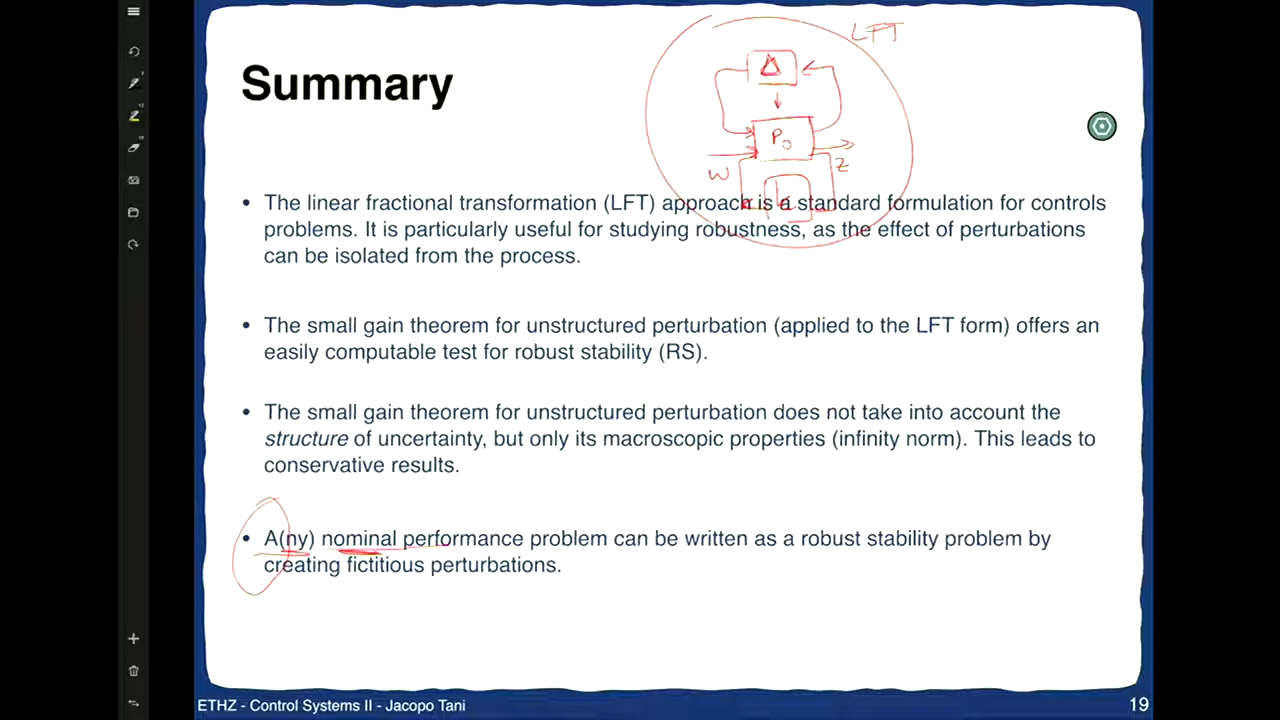 LFT
Summary
Δ
P₀
W
Z
k
• The linear fractional transformation (LFT) approach is a standard formulation for controls
problems. It is particularly useful for studying robustness, as the effect of perturbations
can be isolated from the process.
• The small gain theorem for unstructured perturbation (applied to the LFT form) offers an
easily computable test for robust stability (RS).
• The small gain theorem for unstructured perturbation does not take into account the
structure of uncertainty, but only its macroscopic properties (infinity norm). This leads to
conservative results.
• A(ny) nominal performance problem can be written as a robust stability problem by
creating fictitious perturbations.
ETHZ - Control Systems II - Jacopo Tani
19